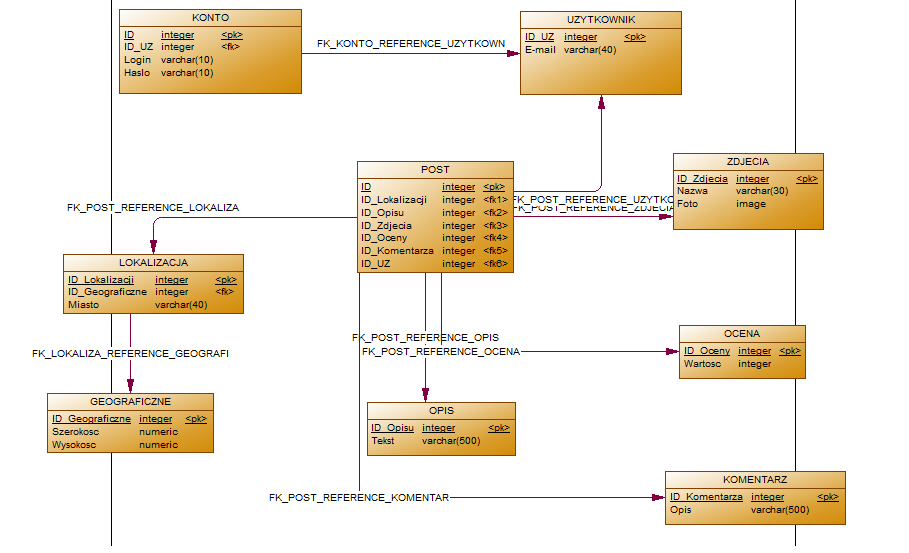 KONTO
ID integer <pk>
ID_UZ integer <fk>
Login varchar(10)
Haslo varchar(10)
FK_KONTO_REFERENCE_UZYTKOWN
UZYTKOWNIK
ID_UZ integer <pk>
E-mail varchar(40)
POST
ID integer <pk>
ID_Lokalizacji integer <fk1>
ID_Opisu integer <fk2>
ID_Zdjecia integer <fk3>
ID_Oceny integer <fk4>
ID_Komentarza integer <fk5>
ID_UZ integer <fk6>
FK_POST_REFERENCE_UZYTKO
FK_POST_REFERENCE_ZDJECIA
ZDJECIA
ID_Zdjecia integer <pk>
Nazwa varchar(30)
Foto image
FK_POST_REFERENCE_LOKALIZA
LOKALIZACJA
ID_Lokalizacji integer <pk>
ID_Geograficzne integer <fk>
Miasto varchar(40)
FK_LOKALIZA_REFERENCE_GEOGRAFI
GEOGRAFICZNE
ID_Geograficzne integer <pk>
Szerokosc numeric
Wysokosc numeric
FK_POST_REFERENCE_OPIS
FK_POST_REFERENCE_OCENA
OCENA
ID_Oceny integer <pk>
Wartosc integer
OPIS
ID_Opisu integer <pk>
Tekst varchar(500)
FK_POST_REFERENCE_KOMENTAR
KOMENTARZ
ID_Komentarza integer <pk>
Opis varchar(500)